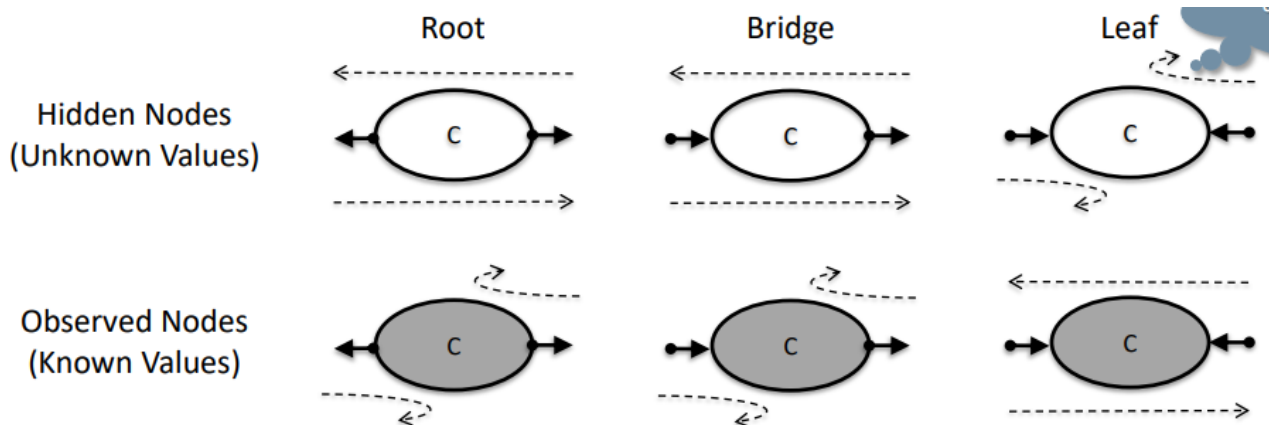 Root
Bridge
Leaf
Hidden Nodes
(Unknown Values)
C
C
C
Observed Nodes
(Known Values)
C
C
C